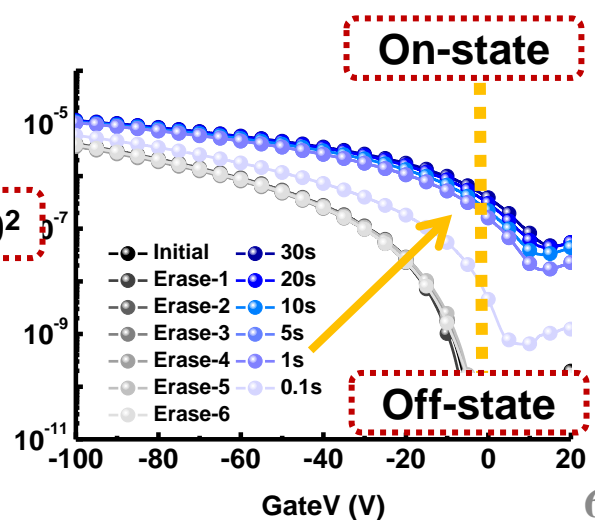 On-state
10-5
)2
10-9
10-11
Initial
Erase-1
Erase-2
Erase-3
Erase-4
Erase-5
Erase-6
30s
20s
10s
5s
1s
0.1s
Off-state
-100 -80 -60 -40 -20 0 20
GateV (V)